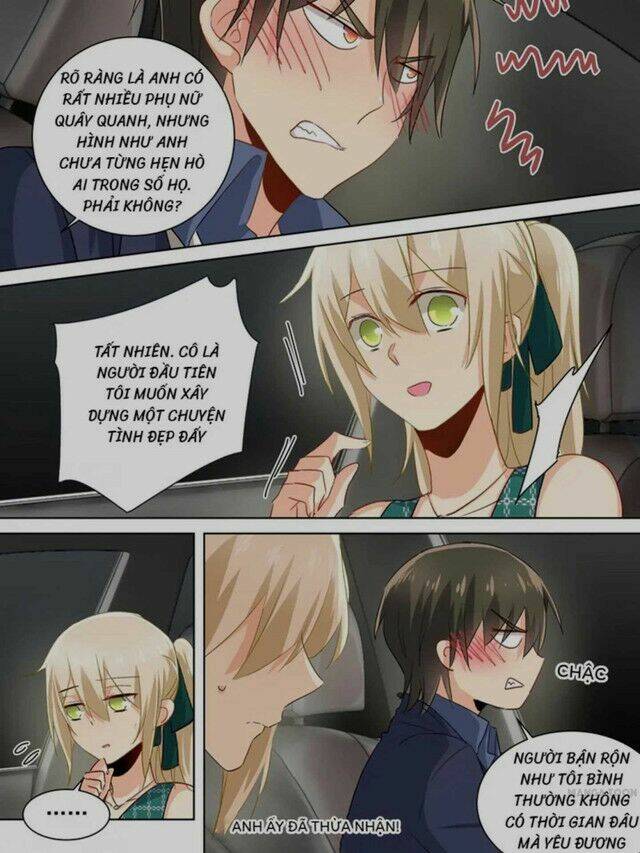 RÕ RÀNG LÀ ANH CÓ
RẤT NHIỀU PHỤ NỮ
QUÂY QUANH, NHƯNG
HÌNH NHƯ ANH
CHƯA TỪNG HẸN HÒ
AI TRONG SỐ HỌ.
PHẢI KHÔNG?
TẤT NHIÊN. CÔ LÀ
NGƯỜI ĐẦU TIÊN
TÔI MUỐN XÂY
DỰNG MỘT CHUYỆN
TÌNH ĐẸP ĐẤY
......
CHẬC
ANH ẤY ĐÃ THỪA NHẬN!
NGƯỜI BẬN RỘN
NHƯ TÔI BÌNH
THƯỜNG KHÔNG
CÓ THỜI GIAN ĐÂU
MÀ YÊU ĐƯƠNG
MANGATOON